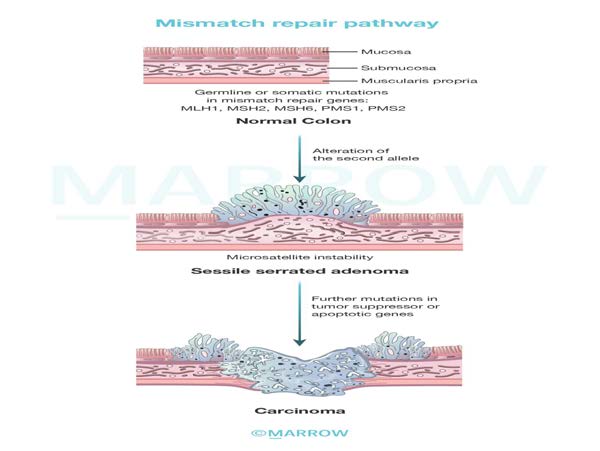 Mismatch repair pathway
Mucosa
Submucosa
Muscularis propria
Germline or somatic mutations
in mismatch repair genes:
MLH1, MSH2, MSH6, PMS1, PMS2
Normal Colon
Alteration of
the second allele
MARROW
Microsatellite instability
Sessile serrated adenoma
Further mutations in
tumor suppressor or
apoptotic genes
Carcinoma
©MARROW